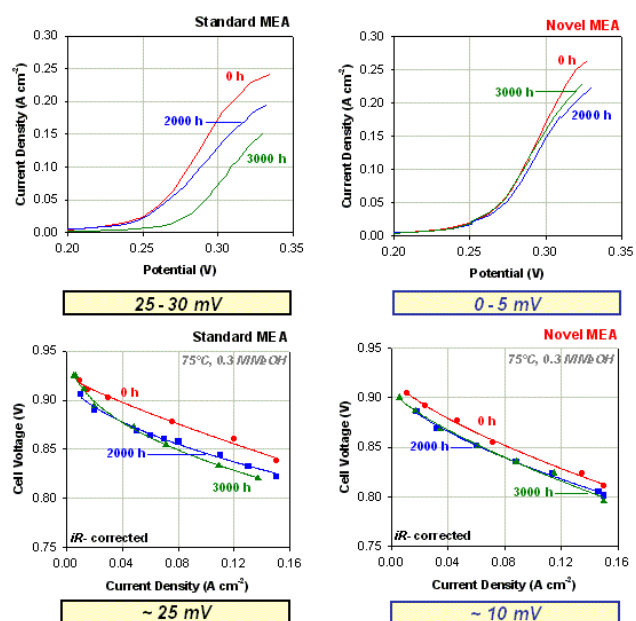 Standard MEA
0.30
0.25
0.20
0.15
0.10
0.05
0.00
0.20
0.25
0.30
0.35
Current Density (A cm⁻²)
Potential (V)
0 h
2000 h
3000 h
25 - 30 mV
Novel MEA
0.30
0.25
0.20
0.15
0.10
0.05
0.00
0.20
0.25
0.30
0.35
Current Density (A cm⁻²)
Potential (V)
0 h
3000 h
2000 h
0 - 5 mV
Standard MEA
75°C, 0.3 M MeOH
0.95
0.90
0.85
0.80
0.75
0.00
0.04
0.08
0.12
0.16
Cell Voltage (V)
Current Density (A cm⁻²)
0 h
2000 h
3000 h
iR- corrected
~ 25 mV
Novel MEA
75°C, 0.3 M MeOH
0.95
0.90
0.85
0.80
0.75
0.00
0.04
0.08
0.12
0.16
Cell Voltage (V)
Current Density (A cm⁻²)
0 h
2000 h
3000 h
iR- corrected
~ 10 mV